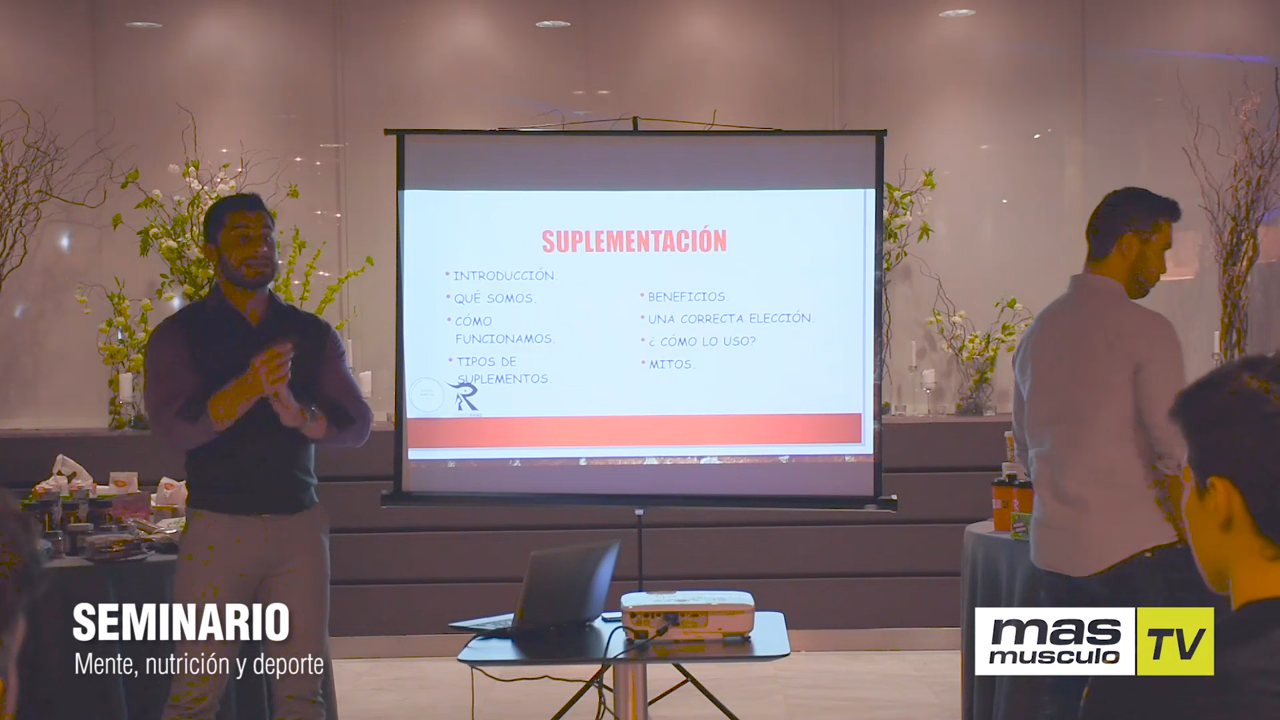 SUPLEMENTACIÓN
• INTRODUCCIÓN.
• QUÉ SOMOS.
• CÓMO
FUNCIONAMOS.
• TIPOS DE
SUPLEMENTOS.
• BENEFICIOS.
• UNA CORRECTA ELECCIÓN.
• ¿ CÓMO LO USO?
• MITOS.
SEMINARIO
Mente, nutrición y deporte
mas
musculo
TV